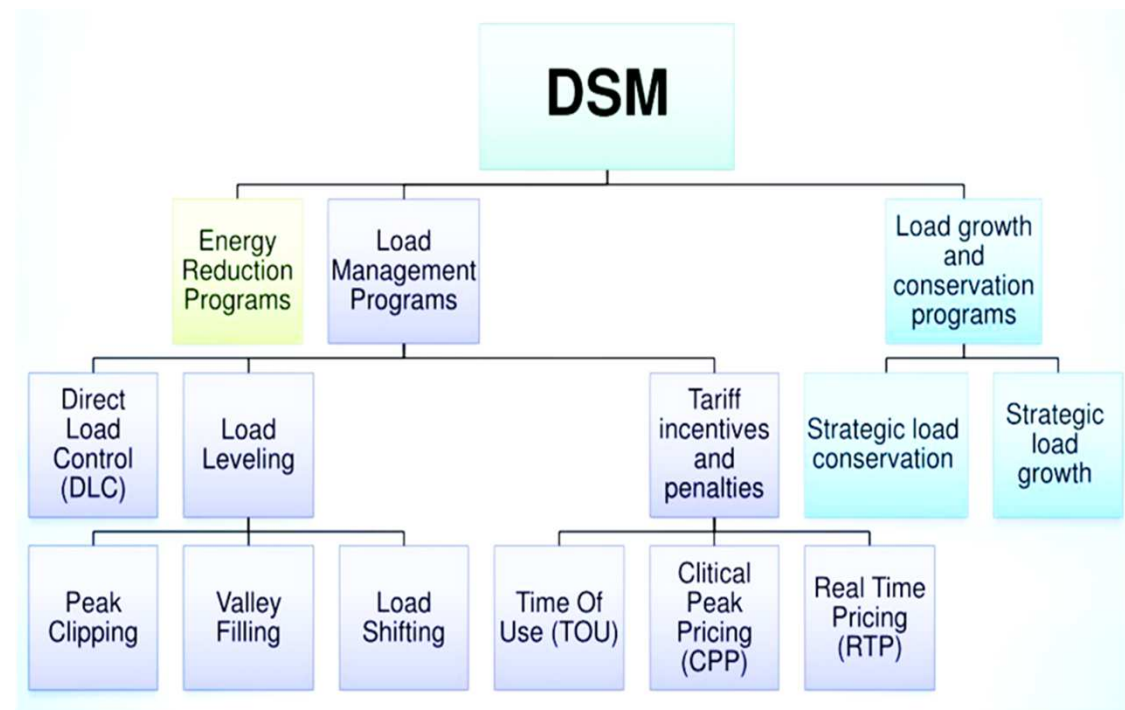 DSM
Energy
Reduction
Programs
Load
Management
Programs
Load growth
and
conservation
programs
Direct
Load
Control
(DLC)
Load
Leveling
Tariff
incentives
and
penalties
Strategic load
conservation
Strategic
load
growth
Peak
Clipping
Valley
Filling
Load
Shifting
Time Of
Use (TOU)
Clitical
Peak
Pricing
(CPP)
Real Time
Pricing
(RTP)